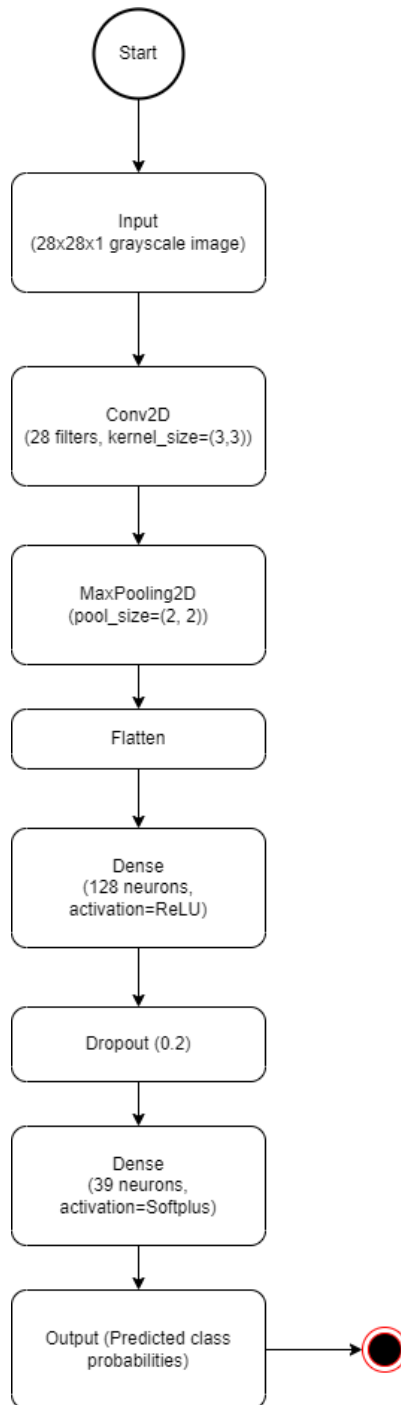 Start
Input
(28x28x1 grayscale image)
Conv2D
(28 filters, kernel_size=(3,3))
MaxPooling2D
(pool_size=(2, 2))
Flatten
Dense
(128 neurons,
activation=ReLU)
Dropout (0.2)
Dense
(39 neurons,
activation=Softplus)
Output (Predicted class
probabilities)